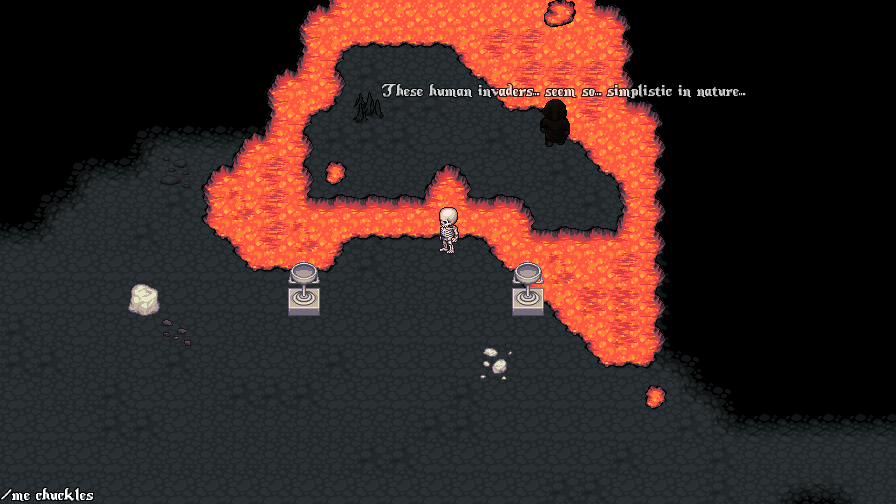 These human invaders... seem so... simplistic in nature...
/me chuckles